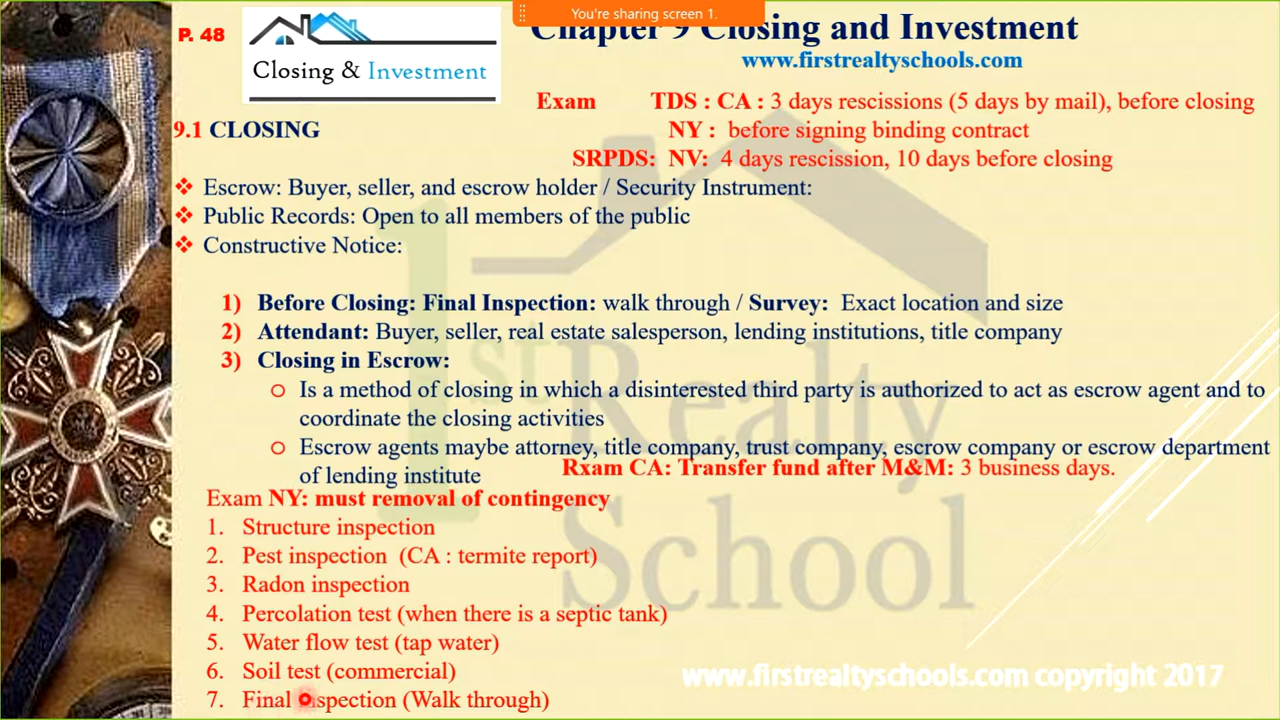 You're sharing screen 1.
P. 48
Closing & Investment
Chapter 9 Closing and Investment
www.firstrealtyschools.com
Exam TDS : CA : 3 days rescissions (5 days by mail), before closing
9.1 CLOSING
NY : before signing binding contract
SRPDS: NV: 4 days rescission, 10 days before closing
❖ Escrow: Buyer, seller, and escrow holder / Security Instrument:
❖ Public Records: Open to all members of the public
❖ Constructive Notice:
1) Before Closing: Final Inspection: walk through / Survey: Exact location and size
2) Attendant: Buyer, seller, real estate salesperson, lending institutions, title company
3) Closing in Escrow:
o Is a method of closing in which a disinterested third party is authorized to act as escrow agent and to
coordinate the closing activities
o Escrow agents maybe attorney, title company, trust company, escrow company or escrow department
of lending institute
Rxam CA: Transfer fund after M&M: 3 business days.
Exam NY: must removal of contingency
1. Structure inspection
2. Pest inspection (CA : termite report)
3. Radon inspection
4. Percolation test (when there is a septic tank)
5. Water flow test (tap water)
6. Soil test (commercial)
7. Final inspection (Walk through)
1st Realty
School
www.firstrealtyschools.com copyright 2017